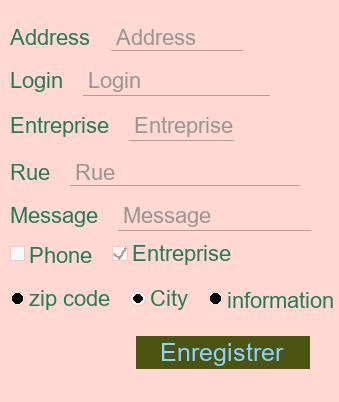 Address Address
Login Login
Entreprise Entreprise
Rue Rue
Message Message
Phone Entreprise
zip code City information
Enregistrer